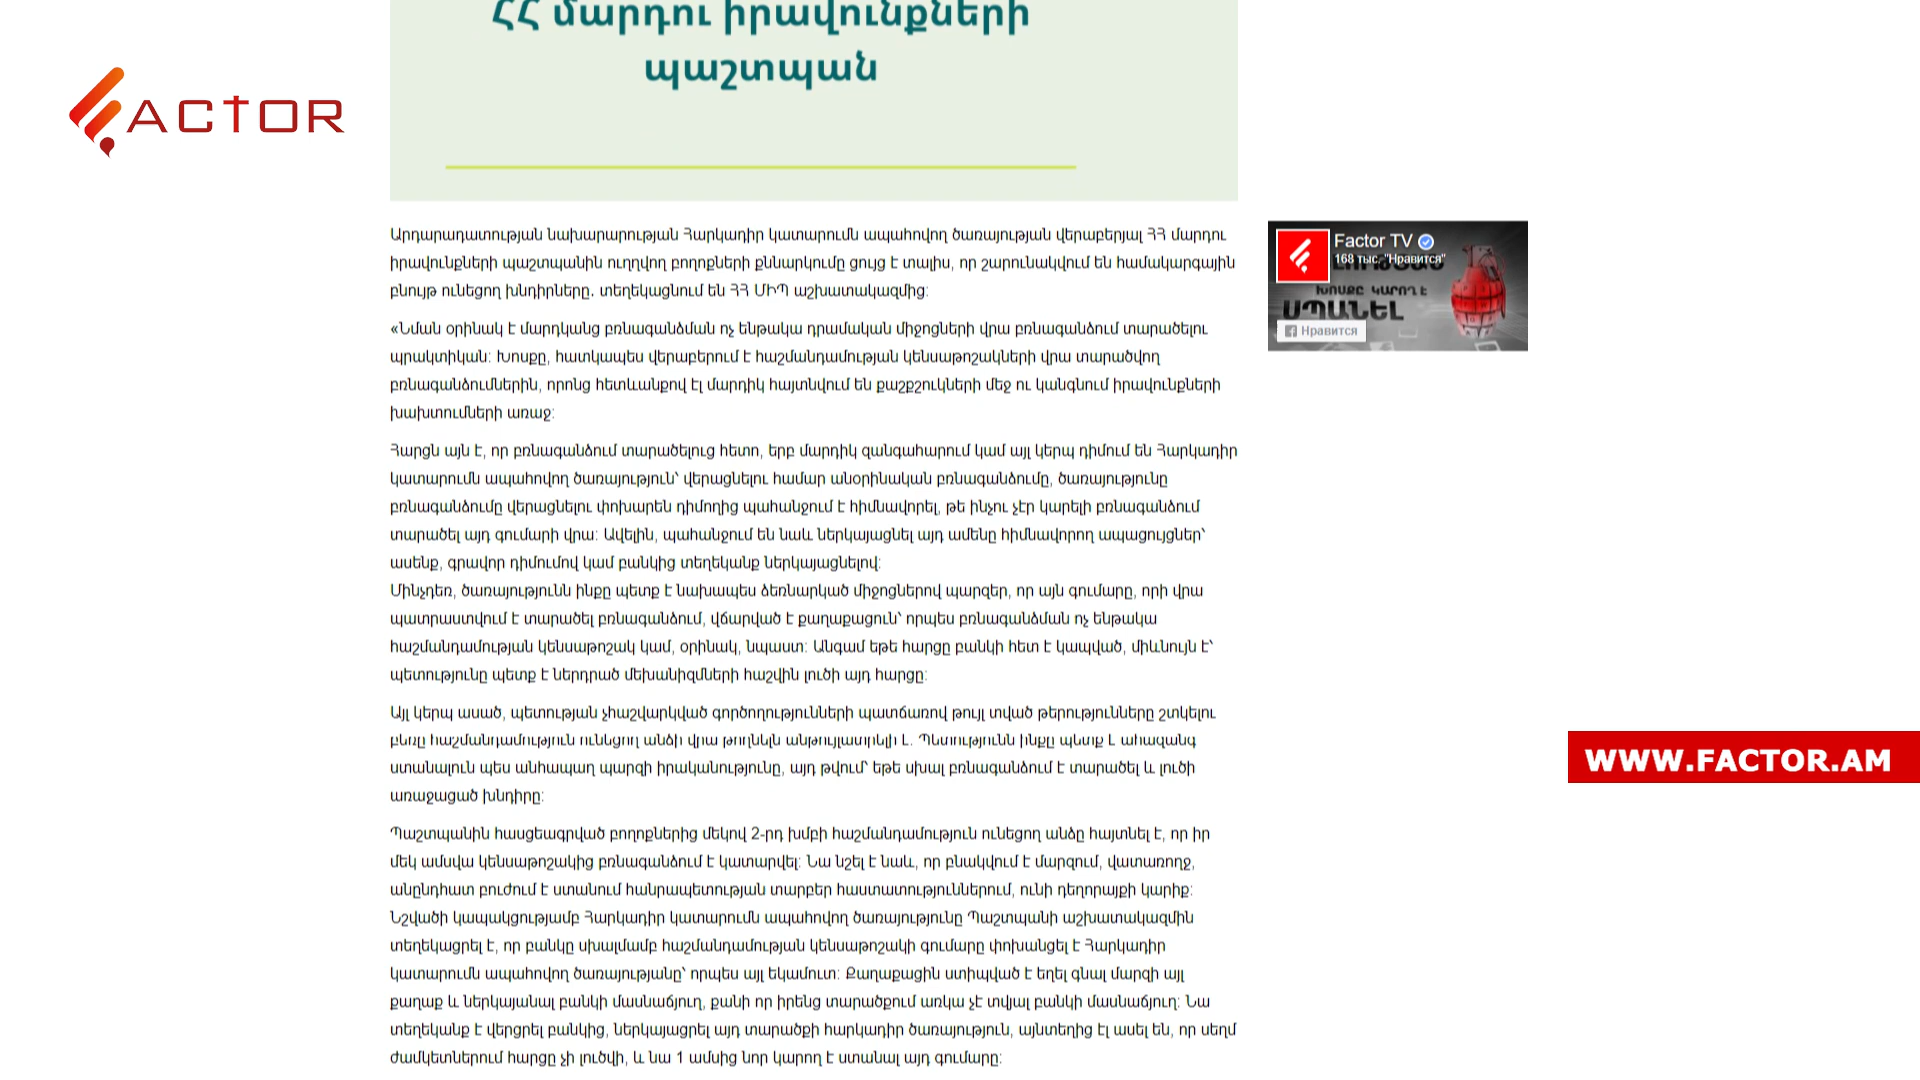 ՀՀ մարդու իրավունքների
պաշտպան
ACTOR
Արդարադատության նախարարության Հարկադիր կատարումն ապահովող ծառայության վերաբերյալ ՀՀ մարդու
իրավունքների պաշտպանին ուղղվող բողոքների քննարկումը ցույց է տալիս, որ շարունակվում են համակարգային
բնույթ ունեցող խնդիրները․ տեղեկացնում են ՀՀ ՄԻՊ աշխատակազմից։
«Նման օրինակ է մարդկանց բռնագանձման ոչ ենթակա դրամական միջոցների վրա բռնագանձում տարածելու
պրակտիկան։ Խոսքը, հատկապես վերաբերում է հաշմանդամության կենսաթոշակների վրա տարածվող
բռնագանձումներին, որոնց հետևանքով էլ մարդիկ հայտնվում են քաշքշուկների մեջ ու կանգնում իրավունքների
խախտումների առաջ։
Հարցն այն է, որ բռնագանձում տարածելուց հետո, երբ մարդիկ զանգահարում կամ այլ կերպ դիմում են Հարկադիր
կատարումն ապահովող ծառայություն՝ վերացնելու համար անօրինական բռնագանձումը, ծառայությունը
բռնագանձումը վերացնելու փոխարեն դիմողից պահանջում է հիմնավորել, թե ինչու չէր կարելի բռնագանձում
տարածել այդ գումարի վրա։ Ավելին, պահանջում են նաև ներկայացնել այդ ամենը հիմնավորող ապացույցներ՝
ասենք, գրավոր դիմումով կամ բանկից տեղեկանք ներկայացնելով։
Մինչդեռ, ծառայությունն ինքը պետք է նախապես ձեռնարկած միջոցներով պարզեր, որ այն գումարը, որի վրա
պատրաստվում է տարածել բռնագանձում, վճարված է քաղաքացուն՝ որպես բռնագանձման ոչ ենթակա
հաշմանդամության կենսաթոշակ կամ, օրինակ, նպաստ։ Անգամ եթե հարցը բանկի հետ է կապված, միևնույն է՝
պետությունը պետք է ներդրած մեխանիզմների հաշվին լուծի այդ հարցը։
Այլ կերպ ասած, պետության չհաշվարկված գործողությունների պատճառով թույլ տված թերությունները շտկելու
բեռը հաշմանդամություն ունեցող անձի վրա թողնելն անթույլատրելի է. Պետությունն ինքը պետք է ահազանգ
ստանալուն պես անհապաղ պարզի իրականությունը, այդ թվում՝ եթե սխալ բռնագանձում է տարածել և լուծի
առաջացած խնդիրը։
Պաշտպանին հասցեագրված բողոքներից մեկով 2-րդ խմբի հաշմանդամություն ունեցող անձը հայտնել է, որ իր
մեկ ամսվա կենսաթոշակից բռնագանձում է կատարվել։ Նա նշել է նաև, որ բնակվում է մարզում, վատառողջ,
անընդհատ բուժում է ստանում հանրապետության տարբեր հաստատություններում, ունի դեղորայքի կարիք։
Նշվածի կապակցությամբ Հարկադիր կատարումն ապահովող ծառայությունը Պաշտպանի աշխատակազմին
տեղեկացրել է, որ բանկը սխալմամբ հաշմանդամության կենսաթոշակի գումարը փոխանցել է Հարկադիր
կատարումն ապահովող ծառայությանը՝ որպես այլ եկամուտ։ Քաղաքացին ստիպված է եղել գնալ մարզի այլ
քաղաք և ներկայանալ բանկի մասնաճյուղ, քանի որ իրենց տարածքում առկա չէ տվյալ բանկի մասնաճյուղ։ Նա
տեղեկանք է վերցրել բանկից, ներկայացրել այդ տարածքի հարկադիր ծառայություն, այնտեղից էլ ասել են, որ սեղմ
ժամկետներում հարցը չի լուծվի, և նա 1 ամսից նոր կարող է ստանալ այդ գումարը։
Factor TV
168 тыс. "Нравится"
ԽՈՍՔԸ ԿԱՐՈՂ Է
ՍՊԱՆԵԼ
Нравится
WWW.FACTOR.AM